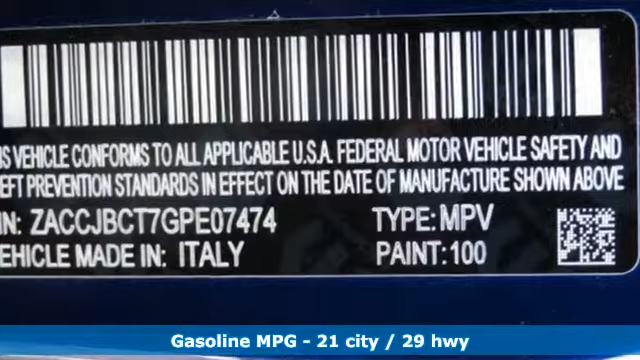 S VEHICLE CONFORMS TO ALL APPLICABLE U.S.A. FEDERAL MOTOR VEHICLE SAFETY AND
EFT PREVENTION STANDARDS IN EFFECT ON THE DATE OF MANUFACTURE SHOWN ABOVE
IN: ZACCJBCT7GPE07474 TYPE: MPV
EHICLE MADE IN: ITALY PAINT: 100
Gasoline MPG - 21 city / 29 hwy